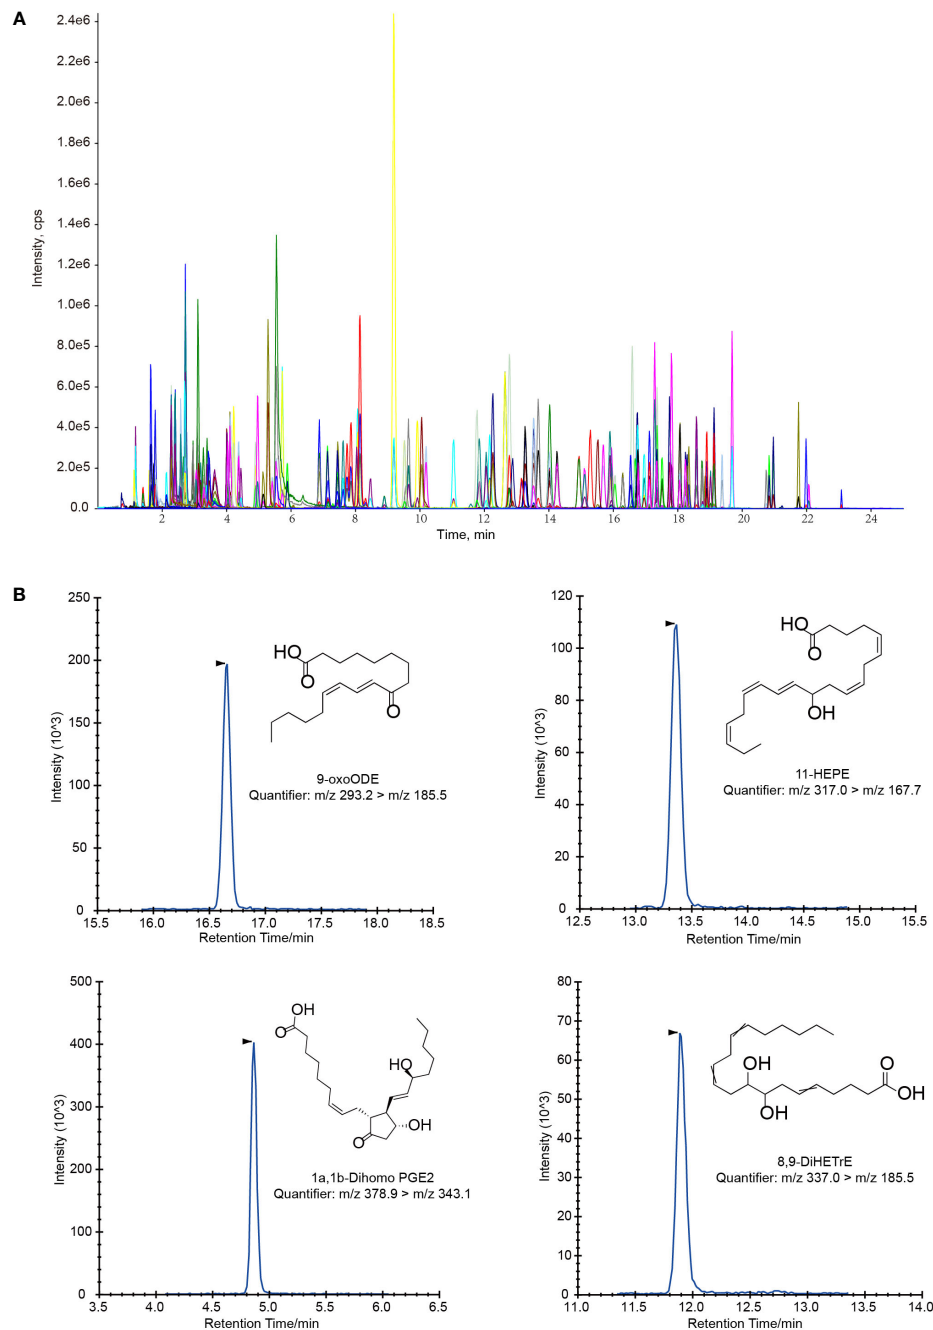 A
2.4e6
2.2e6
2.0e6
1.8e6
1.6e6
1.4e6
1.2e6
1.0e6
8.0e5
6.0e5
4.0e5
2.0e5
0.0
Intensity, cps
2 4 6 8 10 12 14 16 18 20 22 24
Time, min
B
250
200
150
100
50
0
Intensity (10^3)
15.5 16.0 16.5 17.0 17.5 18.0 18.5
Retention Time/min
HO
O
O
9-oxoODE
Quantifier: m/z 293.2 > m/z 185.5
120
100
80
60
40
20
0
Intensity (10^3)
12.5 13.0 13.5 14.0 14.5 15.0 15.5
Retention Time/min
HO
O
OH
11-HEPE
Quantifier: m/z 317.0 > m/z 167.7
500
400
300
200
100
0
Intensity (10^3)
3.5 4.0 4.5 5.0 5.5 6.0 6.5
Retention Time/min
OH
O
HO
OH
O
1a,1b-Dihomo PGE2
Quantifier: m/z 378.9 > m/z 343.1
80
70
60
50
40
30
20
10
0
Intensity (10^3)
11.0 11.5 12.0 12.5 13.0 13.5 14.0
Retention Time/min
OH
O
OH
OH
8,9-DiHETrE
Quantifier: m/z 337.0 > m/z 185.5